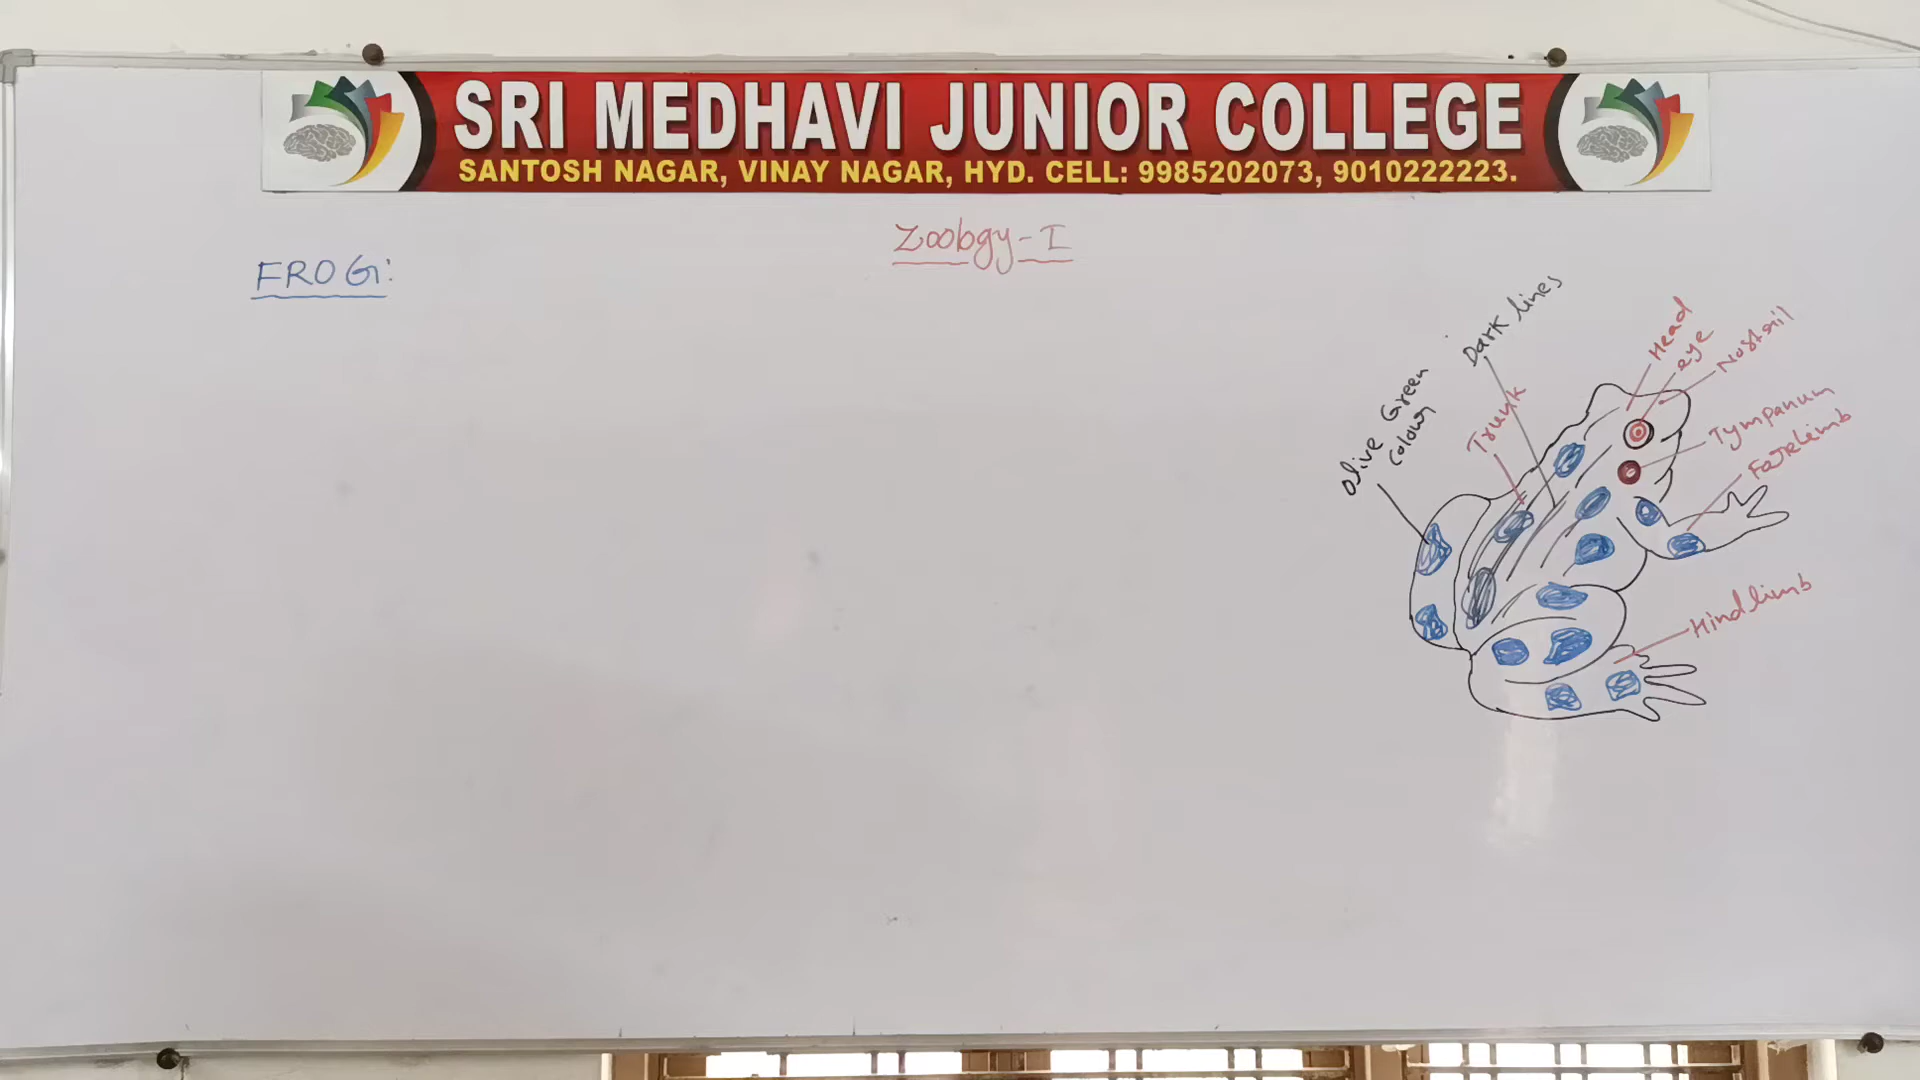 SRI MEDHAVI JUNIOR COLLEGE
SANTOSH NAGAR, VINAY NAGAR, HYD. CELL: 9985202073, 9010222223.
Zoology-I
FROG:
Dark lines
Head
eye
Nostril
Olive Green
Colour
Trunk
Tympanum
Forelimb
Hind limb